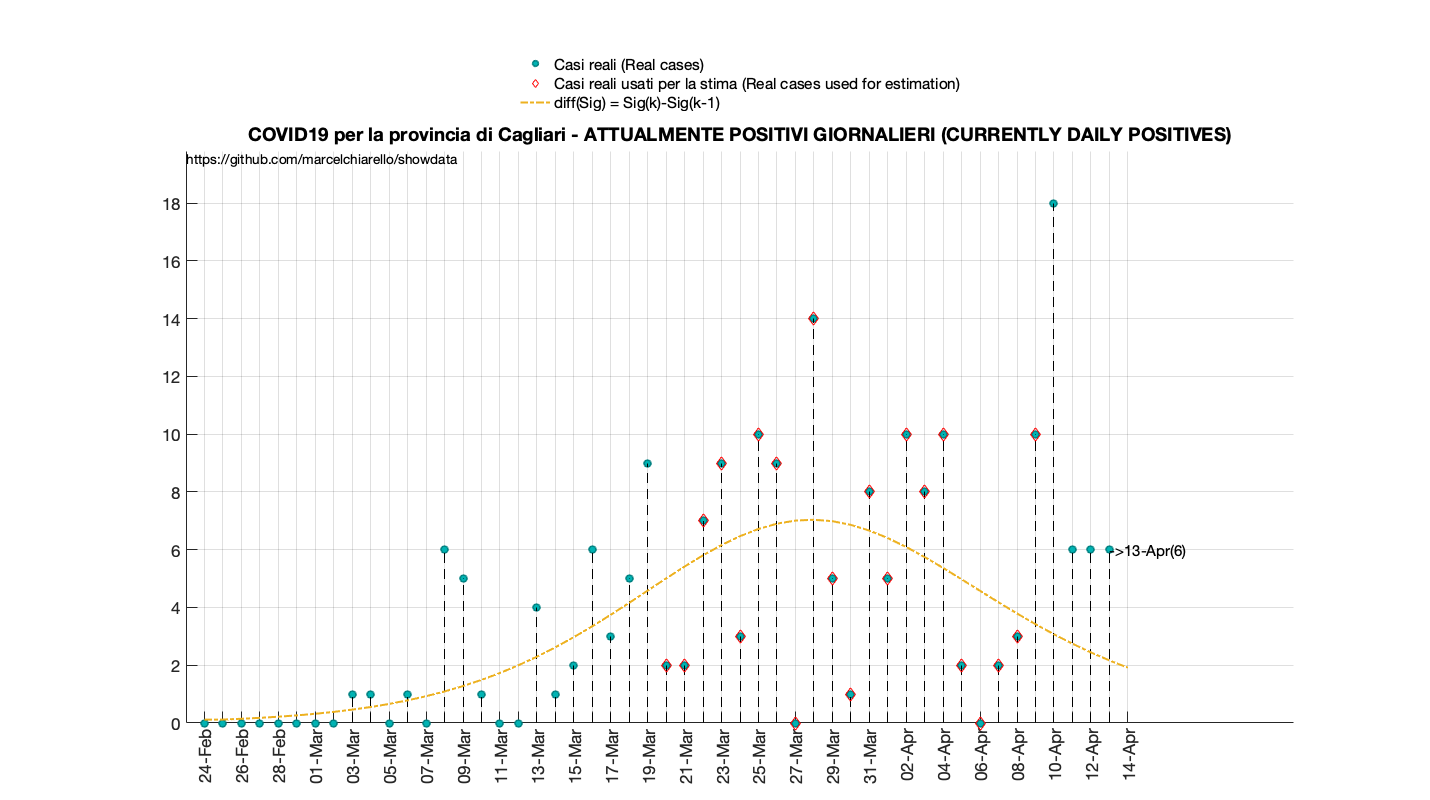 Casi reali (Real cases)
Casi reali usati per la stima (Real cases used for estimation)
diff(Sig) = Sig(k)-Sig(k-1)
COVID19 per la provincia di Cagliari - ATTUALMENTE POSITIVI GIORNALIERI (CURRENTLY DAILY POSITIVES)
https://github.com/marcelchiarello/showdata
18
16
14
12
10
8
6
->13-Apr(6)
4
2
0
24-Feb
26-Feb
28-Feb
01-Mar
03-Mar
05-Mar
07-Mar
09-Mar
11-Mar
13-Mar
15-Mar
17-Mar
19-Mar
21-Mar
23-Mar
25-Mar
27-Mar
29-Mar
31-Mar
02-Apr
04-Apr
06-Apr
08-Apr
10-Apr
12-Apr
14-Apr